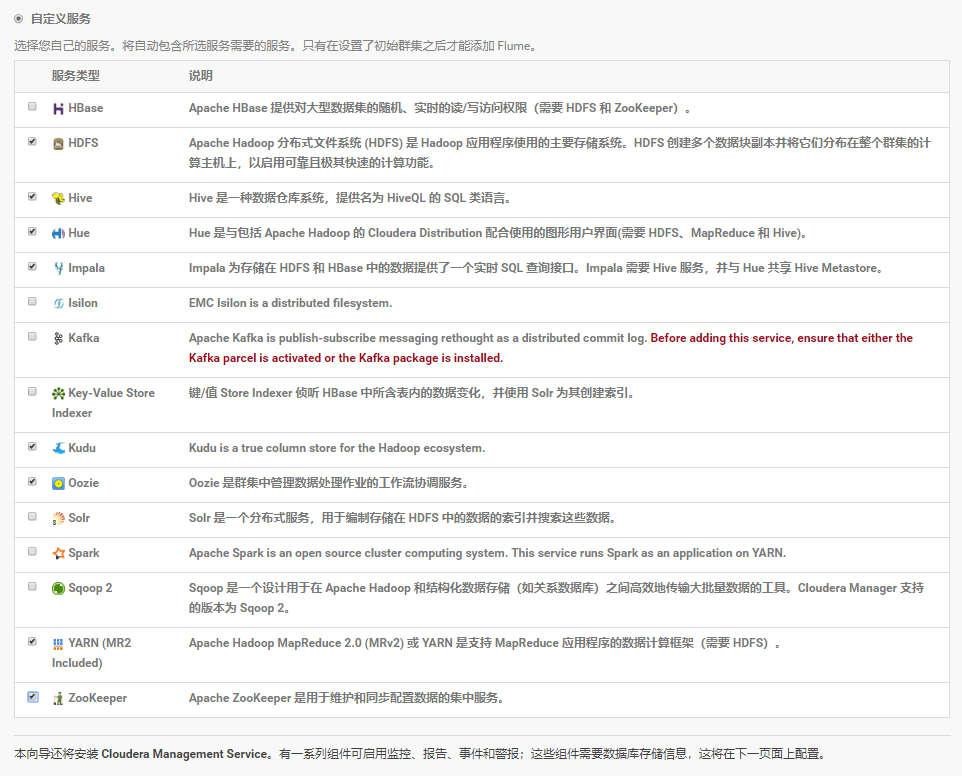 自定义服务
选择您自己的服务。将自动包含所选服务需要的服务。只有在设置了初始群集之后才能添加 Flume。
服务类型 说明
HBase Apache HBase 提供对大型数据集的随机、实时的读/写访问权限（需要 HDFS 和 ZooKeeper）。
HDFS Apache Hadoop 分布式文件系统 (HDFS) 是 Hadoop 应用程序使用的主要存储系统。HDFS 创建多个数据块副本并将它们分布在整个群集的计
算主机上，以启用可靠且极其快速的计算功能。
Hive Hive 是一种数据仓库系统，提供名为 HiveQL 的 SQL 类语言。
Hue Hue 是与包括 Apache Hadoop 的 Cloudera Distribution 配合使用的图形用户界面(需要 HDFS、MapReduce 和 Hive)。
Impala Impala 为存储在 HDFS 和 HBase 中的数据提供了一个实时 SQL 查询接口。Impala 需要 Hive 服务，并与 Hue 共享 Hive Metastore。
Isilon EMC Isilon is a distributed filesystem.
Kafka Apache Kafka is publish-subscribe messaging rethought as a distributed commit log. Before adding this service, ensure that either the
Kafka parcel is activated or the Kafka package is installed.
Key-Value Store 键/值 Store Indexer 侦听 HBase 中所含表内的数据变化，并使用 Solr 为其创建索引。
Indexer
Kudu Kudu is a true column store for the Hadoop ecosystem.
Oozie Oozie 是群集中管理数据处理作业的工作流协调服务。
Solr Solr 是一个分布式服务，用于编制存储在 HDFS 中的数据的索引并搜索这些数据。
Spark Apache Spark is an open source cluster computing system. This service runs Spark as an application on YARN.
Sqoop 2 Sqoop 是一个设计用于在 Apache Hadoop 和结构化数据存储（如关系数据库）之间高效地传输大批量数据的工具。Cloudera Manager 支持
的版本为 Sqoop 2。
YARN (MR2 Apache Hadoop MapReduce 2.0 (MRv2) 或 YARN 是支持 MapReduce 应用程序的数据计算框架（需要 HDFS）。
Included)
ZooKeeper Apache ZooKeeper 是用于维护和同步配置数据的集中服务。
本向导还将安装 Cloudera Management Service。有一系列组件可启用监控、报告、事件和警报；这些组件需要数据库存储信息，这将在下一页面上配置。